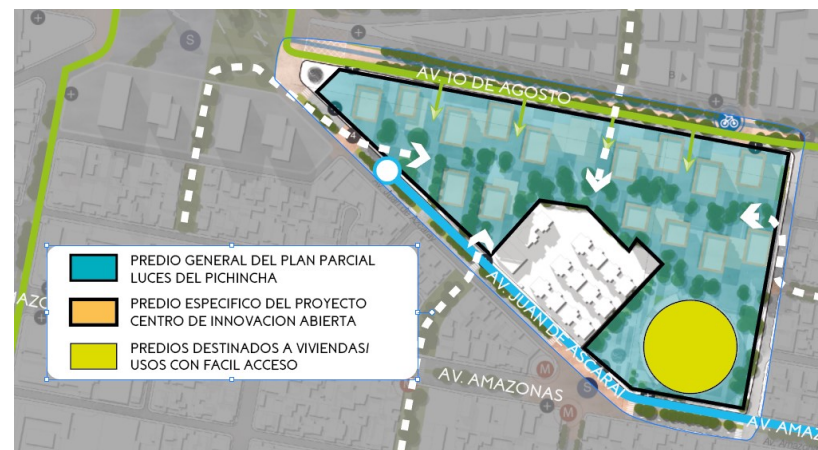 S
AV. 10 DE AGOSTO
B
4
PREDIO GENERAL DEL PLAN PARCIAL
LUCES DEL PICHINCHA
PREDIO ESPECIFICO DEL PROYECTO
CENTRO DE INNOVACION ABIERTA
PREDIOS DESTINADOS A VIVIENDAS/
USOS CON FACIL ACCESO
AV. JUAN DE ASCARAY
M
S
AV. AMAZONAS
M
AV. AMAZ